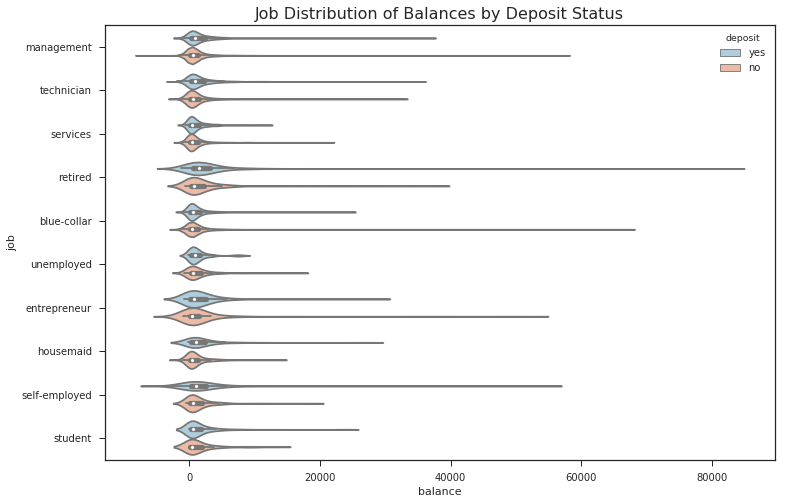 Job Distribution of Balances by Deposit Status
deposit
yes
no
management
technician
services
retired
blue-collar
unemployed
entrepreneur
housemaid
self-employed
student
job
0 20000 40000 60000 80000
balance